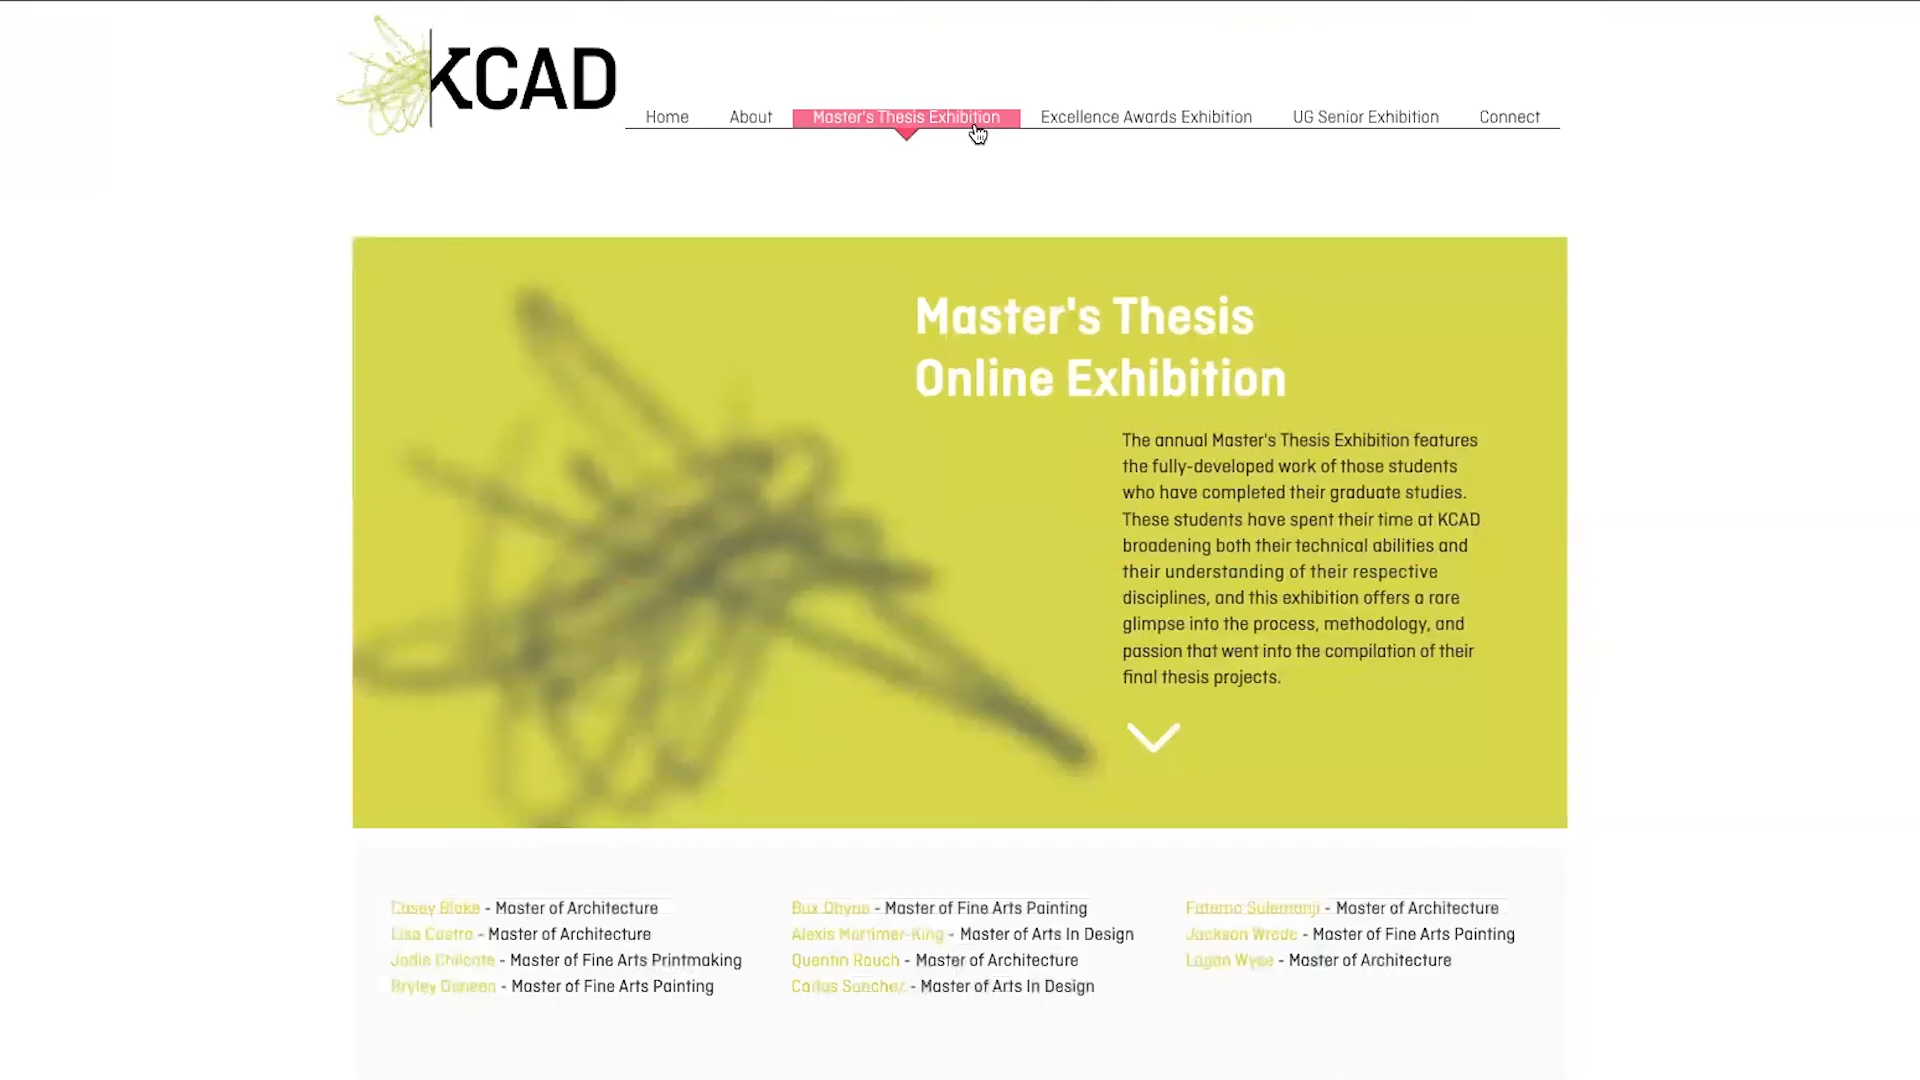 KCAD
Home About Master's Thesis Exhibition Excellence Awards Exhibition UG Senior Exhibition Connect
Master's Thesis
Online Exhibition
The annual Master's Thesis Exhibition features
the fully-developed work of those students
who have completed their graduate studies.
These students have spent their time at KCAD
broadening both their technical abilities and
their understanding of their respective
disciplines, and this exhibition offers a rare
glimpse into the process, methodology, and
passion that went into the compilation of their
final thesis projects.
Casey Blake - Master of Architecture
Lisa Castro - Master of Architecture
Jodie Chilcote - Master of Fine Arts Printmaking
Bryley - Master of Fine Arts Painting
- Master of Fine Arts Painting
Alexis Mortimer-King - Master of Arts In Design
Quentin Rauch - Master of Architecture
- Master of Arts In Design
- Master of Architecture
Jackson Wrede - Master of Fine Arts Painting
Logan - Master of Architecture